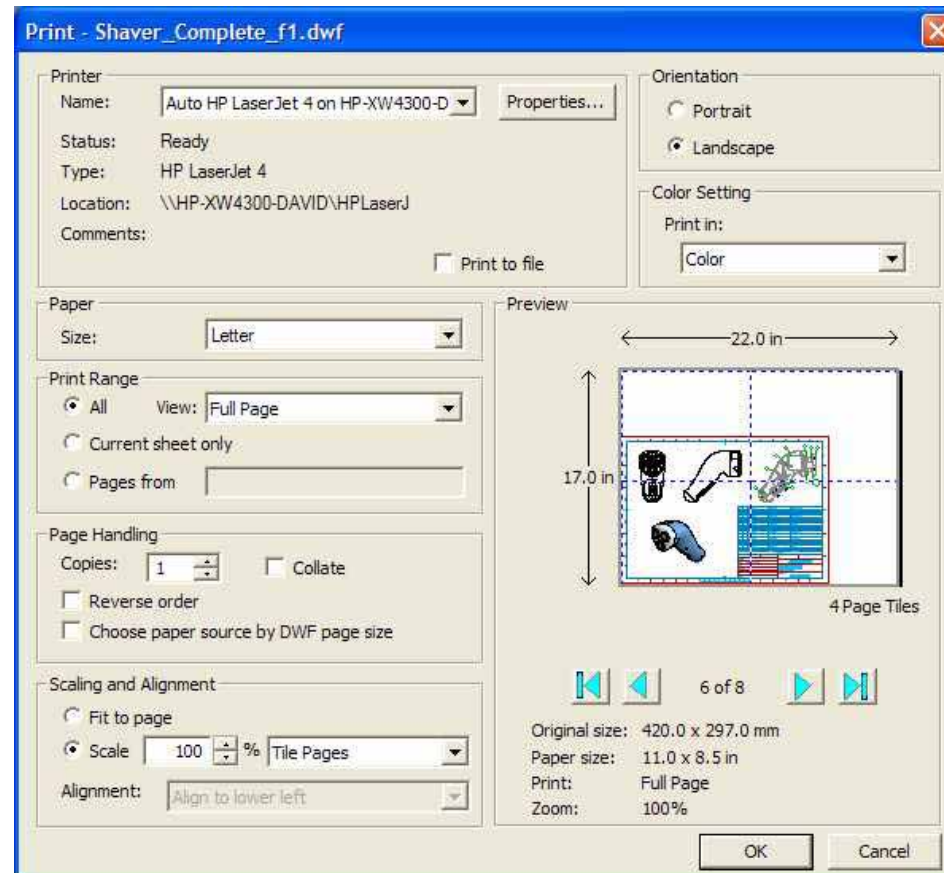 Print - Shaver_Complete_f1.dwf
Printer
Name: Auto HP LaserJet 4 on HP-XW4300-D Properties...
Status: Ready
Type: HP LaserJet 4
Location: \\HP-XW4300-DAVID\HPLaserJ
Comments:
Print to file
Orientation
Portrait
Landscape
Color Setting
Print in:
Color
Paper
Size: Letter
Print Range
All View: Full Page
Current sheet only
Pages from
Page Handling
Copies: 1 Collate
Reverse order
Choose paper source by DWF page size
Scaling and Alignment
Fit to page
Scale 100 % Tile Pages
Alignment: Align to lower left
Preview
22.0 in
17.0 in
4 Page Tiles
6 of 8
Original size: 420.0 x 297.0 mm
Paper size: 11.0 x 8.5 in
Print: Full Page
Zoom: 100%
OK Cancel